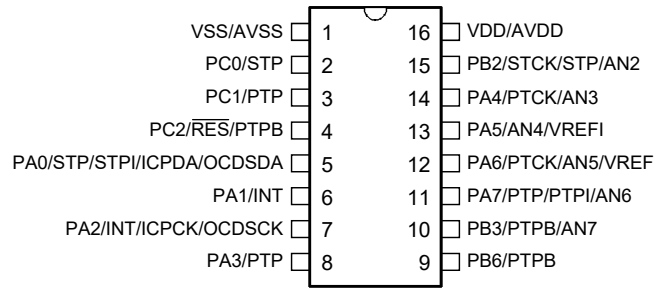 VSS/AVSS 1 16 VDD/AVDD
PC0/STP 2 15 PB2/STCK/STP/AN2
PC1/PTP 3 14 PA4/PTCK/AN3
PC2/R̅E̅S̅/PTPB 4 13 PA5/AN4/VREFI
PA0/STP/STPI/ICPDA/OCDSDA 5 12 PA6/PTCK/AN5/VREF
PA1/INT 6 11 PA7/PTP/PTPI/AN6
PA2/INT/ICPCK/OCDSCK 7 10 PB3/PTPB/AN7
PA3/PTP 8 9 PB6/PTPB